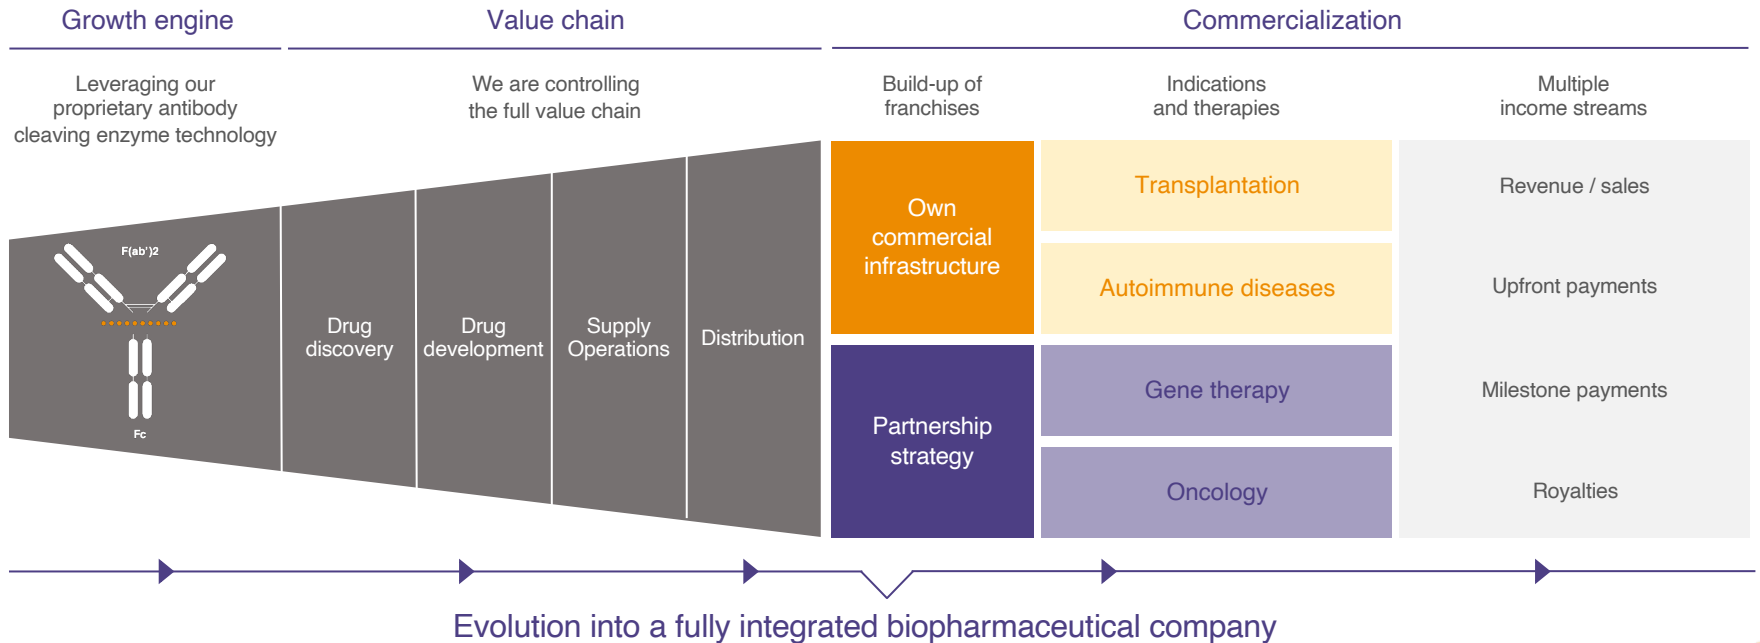 Growth engine
Value chain
Commercialization
Leveraging our
proprietary antibody
cleaving enzyme technology
We are controlling
the full value chain
Build-up of
franchises
Indications
and therapies
Multiple
income streams
F(ab')2
Fc
Drug
discovery
Drug
development
Supply
Operations
Distribution
Own
commercial
infrastructure
Partnership
strategy
Transplantation
Autoimmune diseases
Gene therapy
Oncology
Revenue / sales
Upfront payments
Milestone payments
Royalties
Evolution into a fully integrated biopharmaceutical company